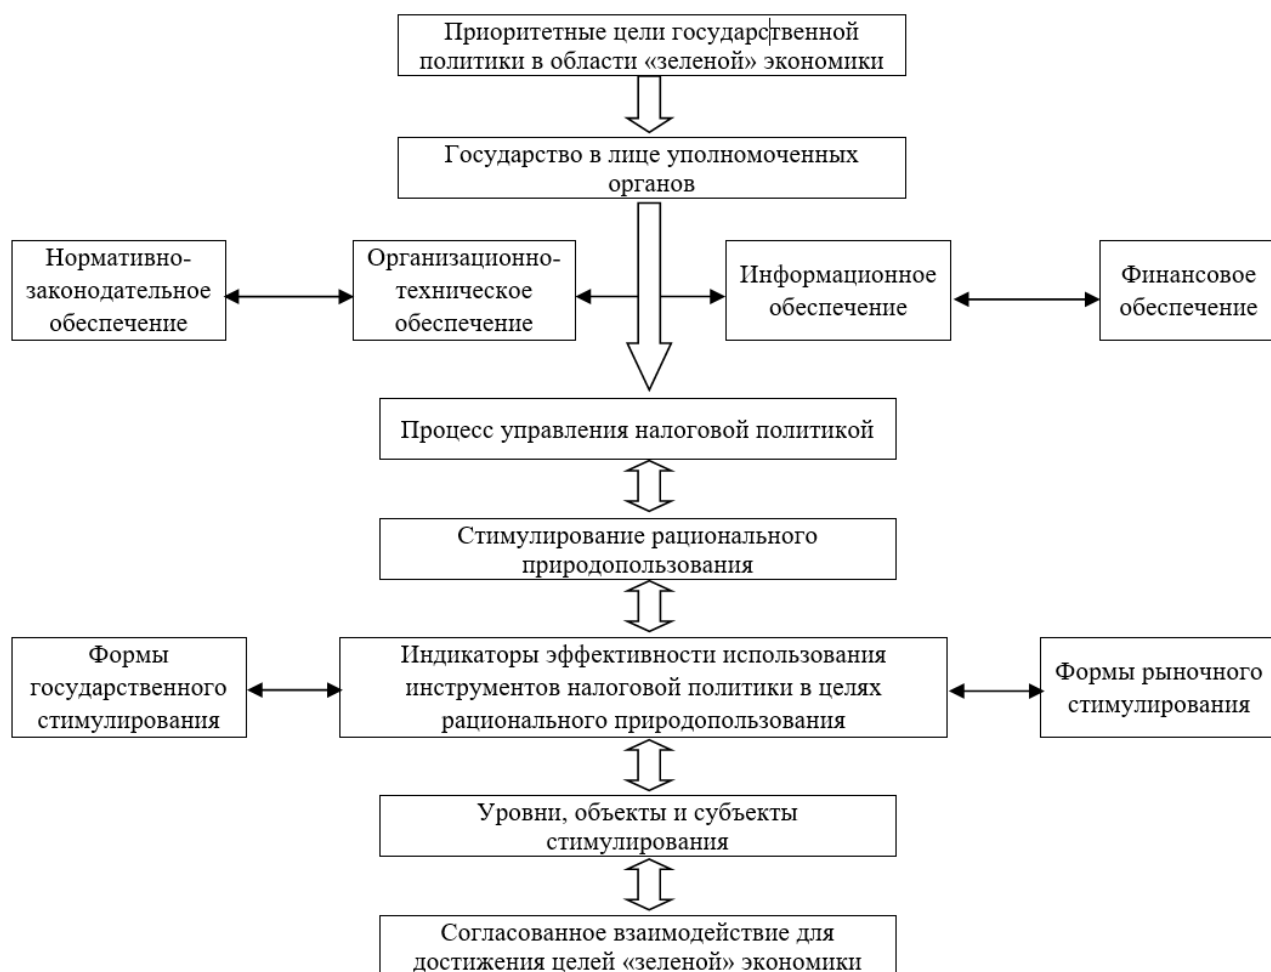 Приоритетные цели государственной
политики в области «зеленой» экономики
Государство в лице уполномоченных
органов
Нормативно-
законодательное
обеспечение
Организационно-
техническое
обеспечение
Информационное
обеспечение
Финансовое
обеспечение
Процесс управления налоговой политикой
Стимулирование рационального
природопользования
Формы
государственного
стимулирования
Индикаторы эффективности использования
инструментов налоговой политики в целях
рационального природопользования
Формы рыночного
стимулирования
Уровни, объекты и субъекты
стимулирования
Согласованное взаимодействие для
достижения целей «зеленой» экономики